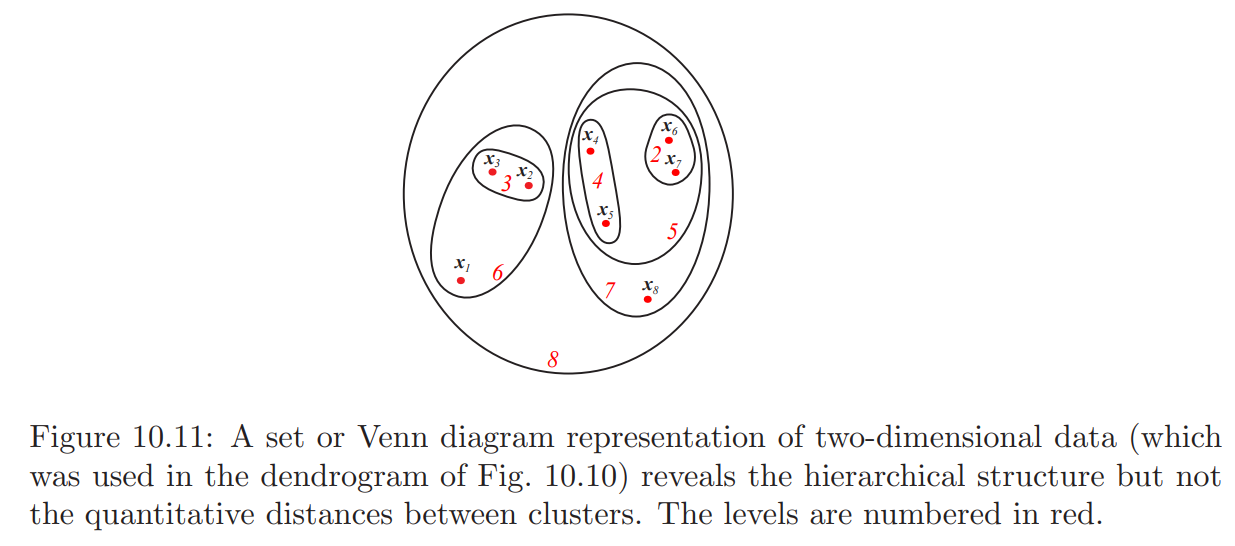 x6
x4
x3
2
x7
x2
3
4
x5
5
x1
6
7
x8
8
Figure 10.11: A set or Venn diagram representation of two-dimensional data (which
was used in the dendrogram of Fig. 10.10) reveals the hierarchical structure but not
the quantitative distances between clusters. The levels are numbered in red.